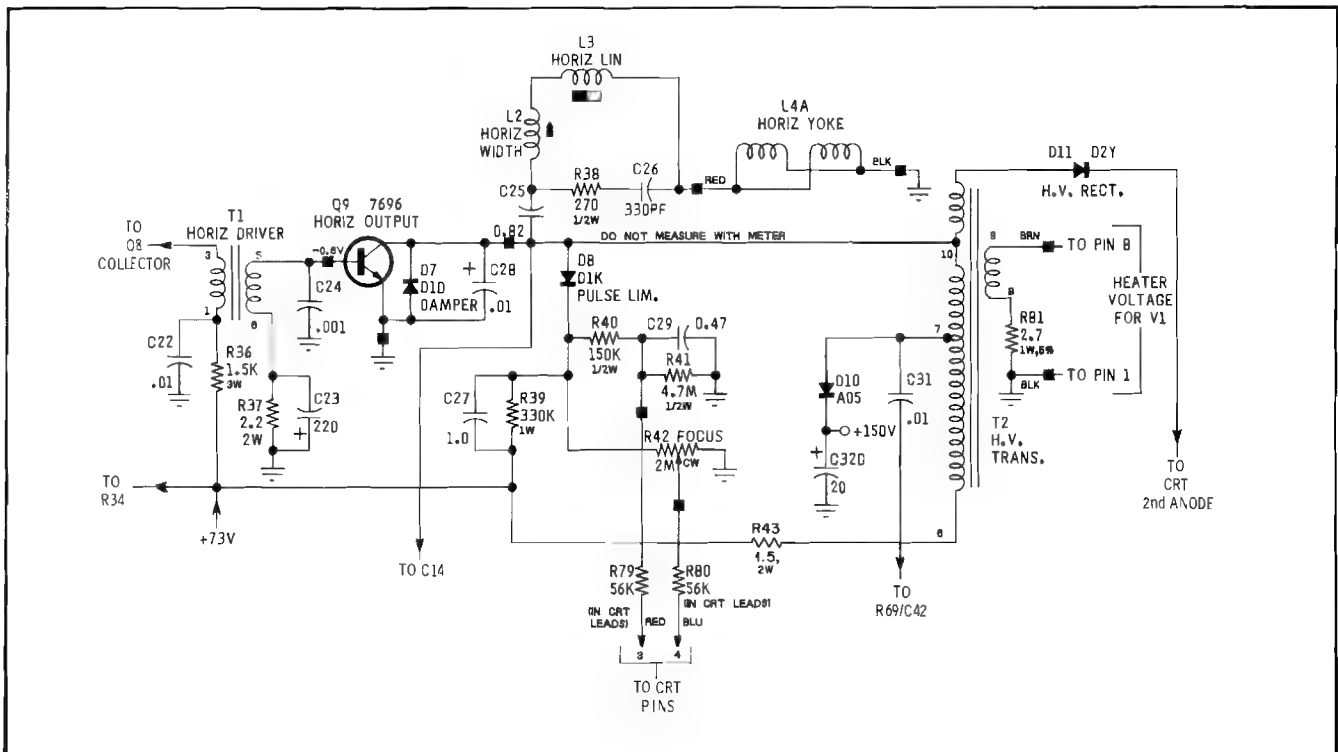 L3
HORIZ LIN
L2
HORIZ
WIDTH
L4A
HORIZ YOKE
RED
BLK
C25
0.82
R38
270
1/2W
C26
330PF
D11 D2Y
H.V. RECT.
TO
Q8
COLLECTOR
T1
HORIZ DRIVER
3
1
5
6
-0.6V
Q9 7696
HORIZ OUTPUT
DO NOT MEASURE WITH METER
C24
.001
D7
D1D
DAMPER
+
C28
.01
D8
D1K
PULSE LIM.
10
9
BRN
TO PIN 8
HEATER
VOLTAGE
FOR V1
R81
2.7
1W,5%
BLK
TO PIN 1
C22
.01
R36
1.5K
3W
R37
2.2
2W
C23
220
+
C27
1.0
R39
330K
1W
R40
150K
1/2W
C29
0.47
R41
4.7M
1/2W
R42 FOCUS
2M
CW
7
D10
A05
+150V
+
C32D
20
C31
.01
T2
H.V.
TRANS.
TO
CRT
2nd ANODE
TO
R34
+73V
TO C14
R43
1.5,
2W
6
TO
R69/C42
R79
56K
(IN CRT
LEADS)
RED
R80
56K
(IN CRT LEADS)
BLU
3
4
TO CRT
PINS